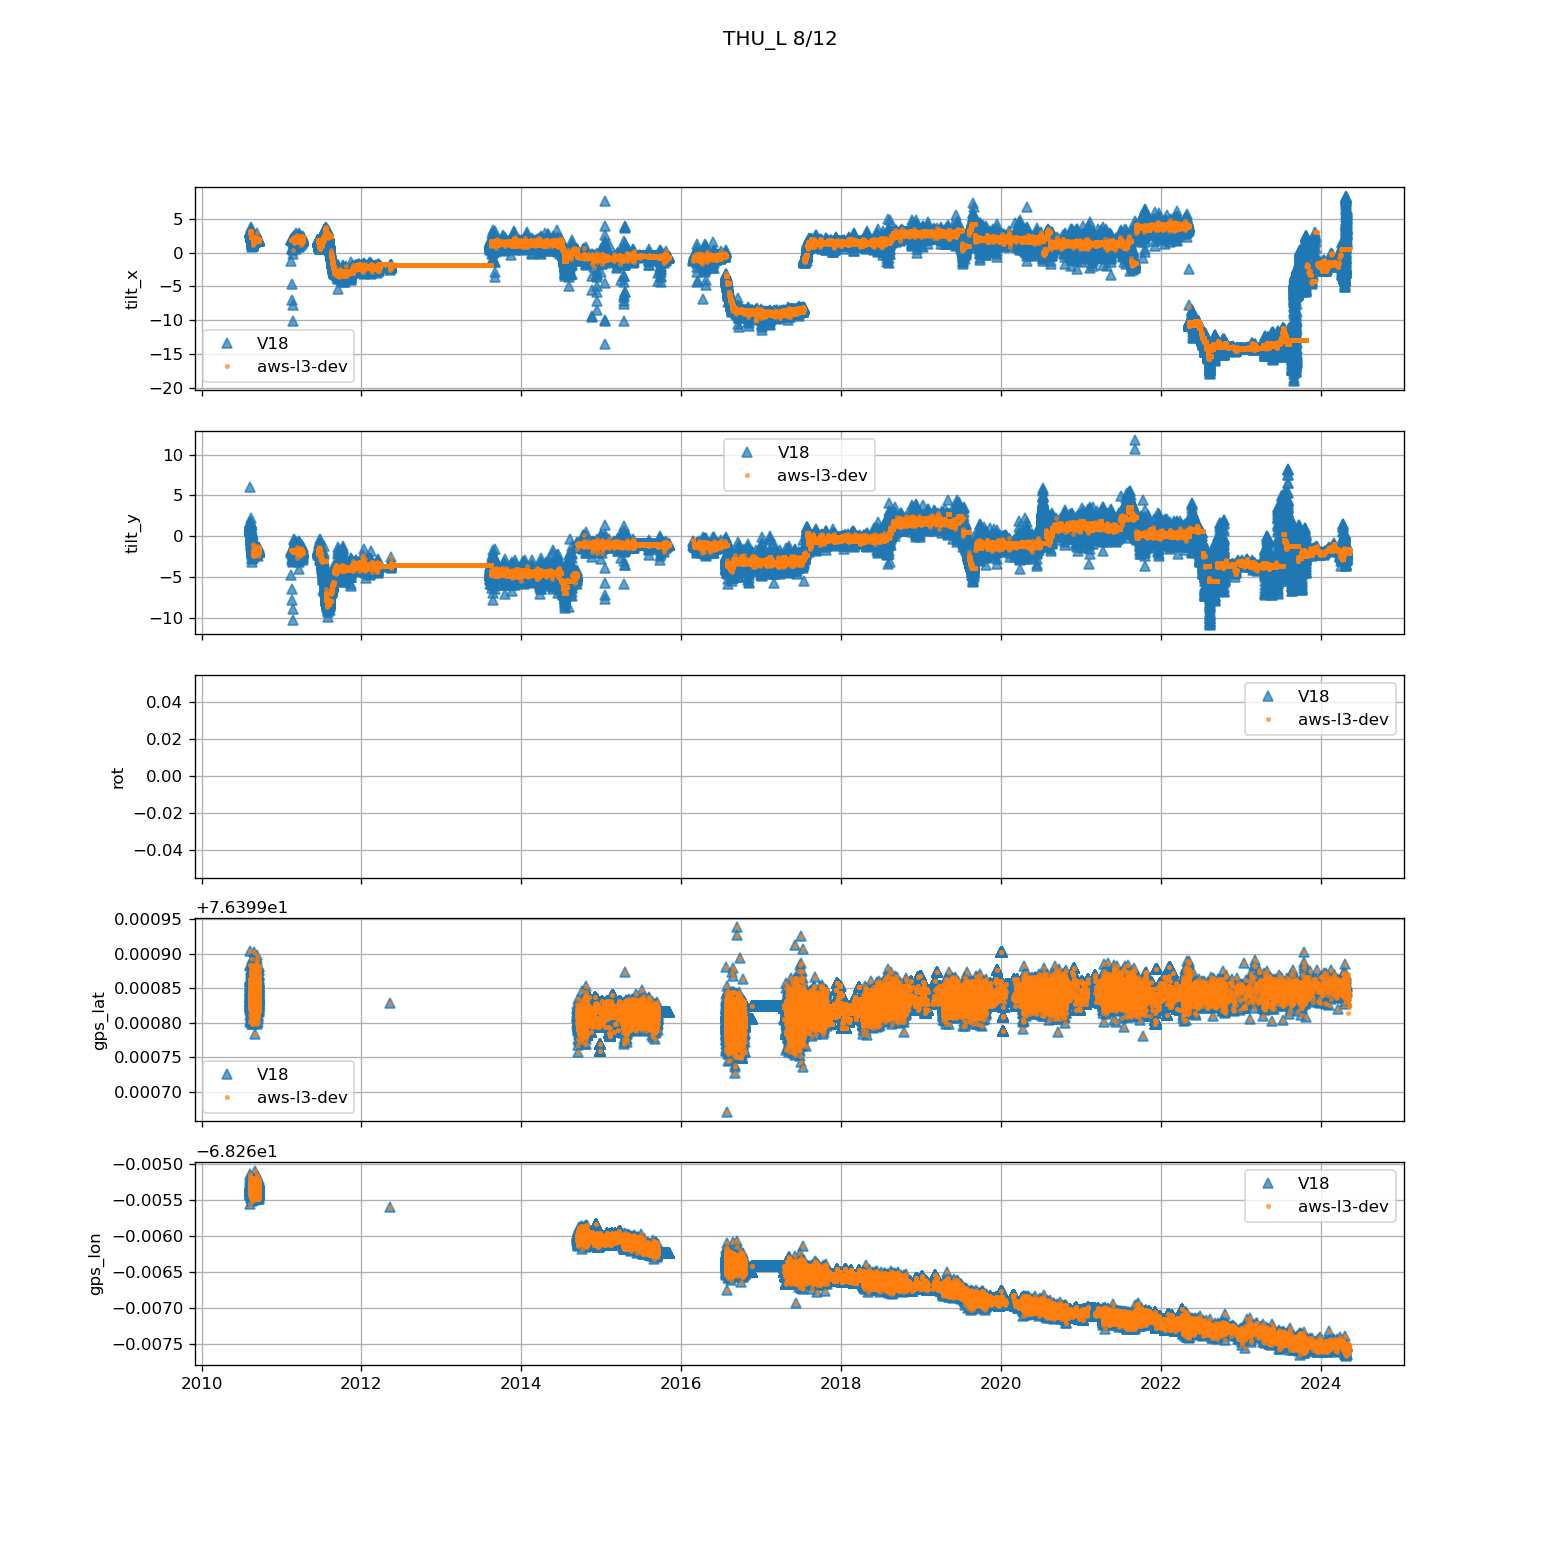 THU_L 8/12
5
0
−5
−10
−15
−20
tilt_x
V18
aws-l3-dev
10
5
0
−5
−10
tilt_y
V18
aws-l3-dev
0.04
0.02
0.00
−0.02
−0.04
rot
V18
aws-l3-dev
+7.6399e1
0.00095
0.00090
0.00085
0.00080
0.00075
0.00070
gps_lat
V18
aws-l3-dev
−6.826e1
−0.0050
−0.0055
−0.0060
−0.0065
−0.0070
−0.0075
gps_lon
V18
aws-l3-dev
2010 2012 2014 2016 2018 2020 2022 2024